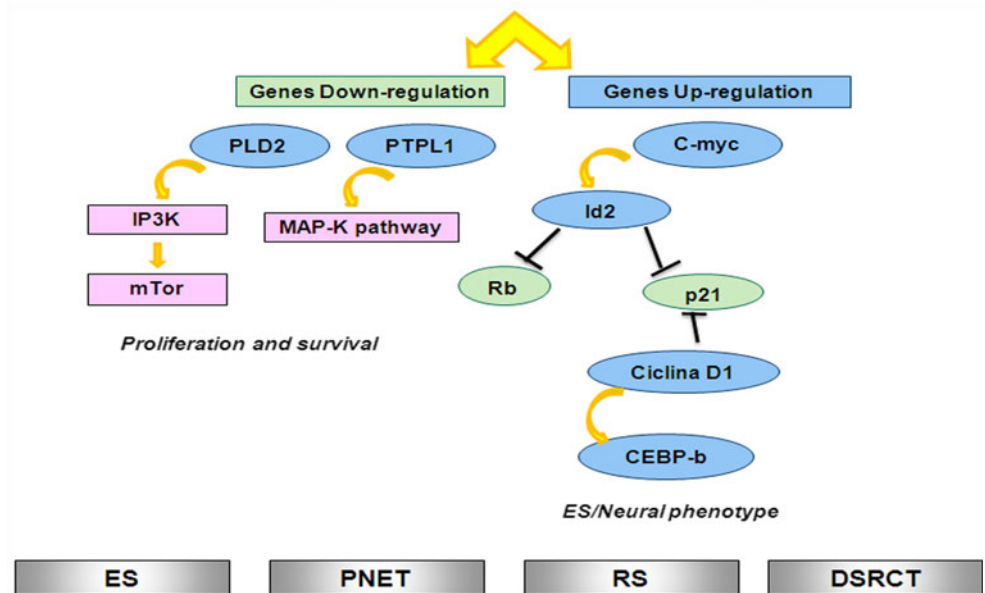 Genes Down-regulation
Genes Up-regulation
PLD2
PTPL1
C-myc
IP3K
MAP-K pathway
Id2
mTor
Rb
p21
Proliferation and survival
Ciclina D1
CEBP-b
ES/Neural phenotype
ES
PNET
RS
DSRCT